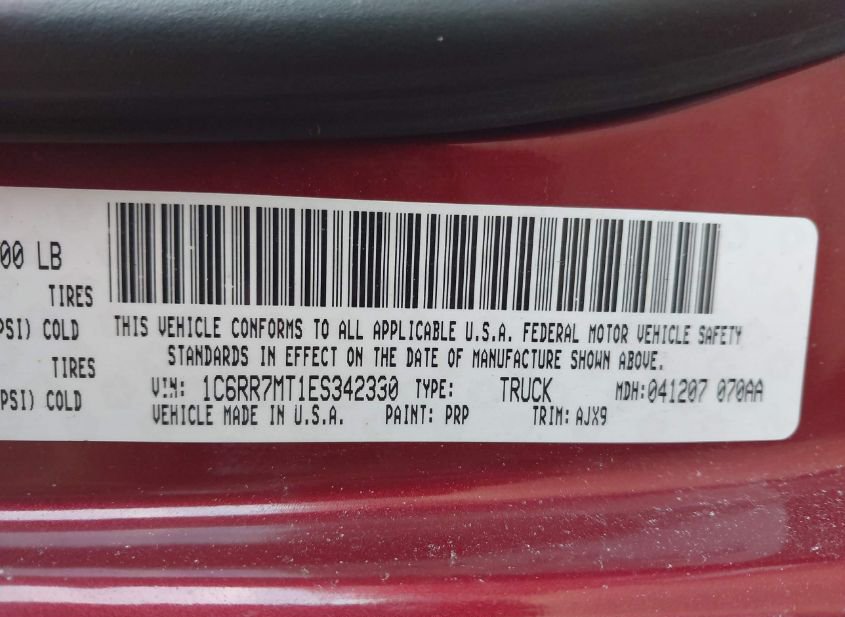 00 LB
TIRES
PSI) COLD
TIRES
PSI) COLD
THIS VEHICLE CONFORMS TO ALL APPLICABLE U.S.A. FEDERAL MOTOR VEHICLE SAFETY
STANDARDS IN EFFECT ON THE DATE OF MANUFACTURE SHOWN ABOVE.
VIN: 1C6RR7MT1ES342330 TYPE: TRUCK MDH:041207 070AA
VEHICLE MADE IN U.S.A. PAINT: PRP TRIM: AJX9